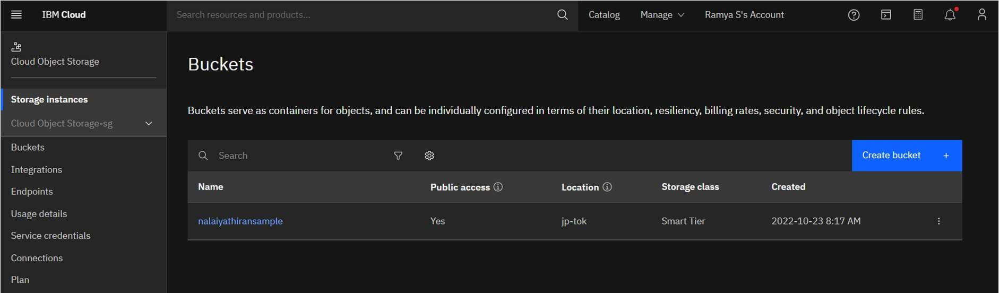 IBM Cloud
Search resources and products...
Catalog
Manage
Ramya S's Account
Cloud Object Storage
Storage instances
Cloud Object Storage-sg
Buckets
Integrations
Endpoints
Usage details
Service credentials
Connections
Plan
Buckets
Buckets serve as containers for objects, and can be individually configured in terms of their location, resiliency, billing rates, security, and object lifecycle rules.
Search
Create bucket +
Name Public access Location Storage class Created
nalaiyathiransample Yes jp-tok Smart Tier 2022-10-23 8:17 AM